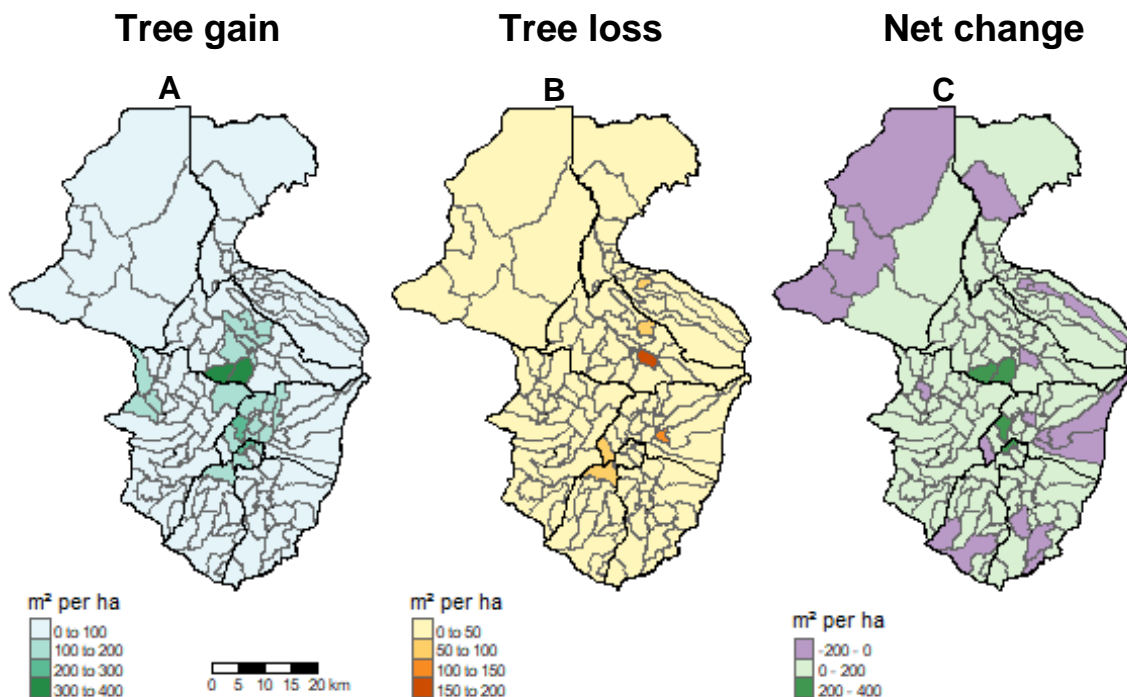 Tree gain
Tree loss
Net change
A
B
C
m² per ha
0 to 100
100 to 200
200 to 300
300 to 400
0 5 10 15 20 km
m² per ha
0 to 50
50 to 100
100 to 150
150 to 200
m² per ha
-200 - 0
0 - 200
200 - 400